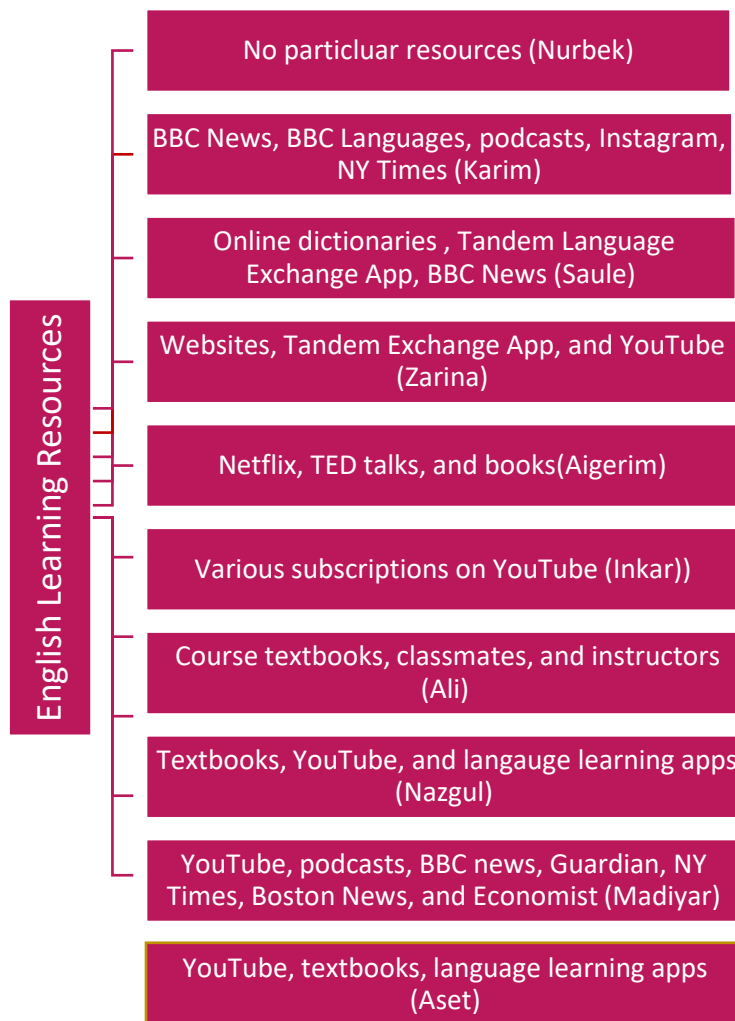 English Learning Resources
No particluar resources (Nurbek)
BBC News, BBC Languages, podcasts, Instagram,
NY Times (Karim)
Online dictionaries , Tandem Language
Exchange App, BBC News (Saule)
Websites, Tandem Exchange App, and YouTube
(Zarina)
Netflix, TED talks, and books(Aigerim)
Various subscriptions on YouTube (Inkar))
Course textbooks, classmates, and instructors
(Ali)
Textbooks, YouTube, and langauge learning apps
(Nazgul)
YouTube, podcasts, BBC news, Guardian, NY
Times, Boston News, and Economist (Madiyar)
YouTube, textbooks, language learning apps
(Aset)